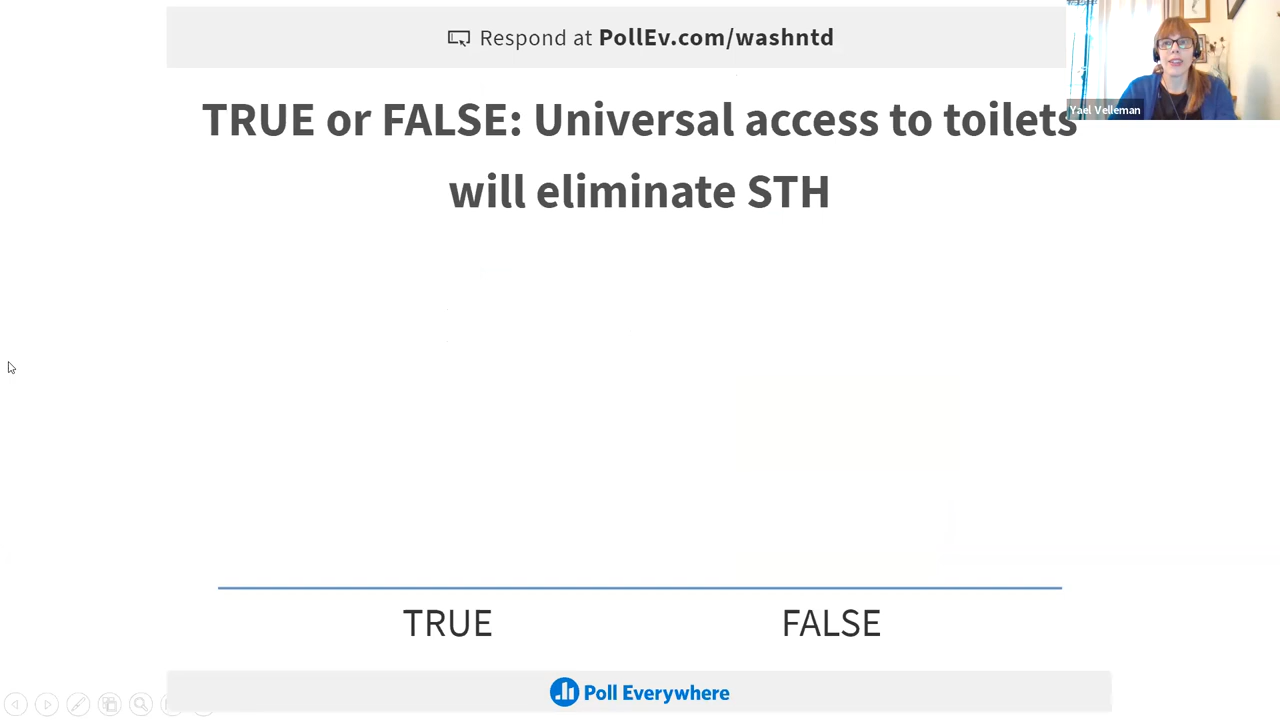 Respond at PollEv.com/washntd
Yael Velleman
TRUE or FALSE: Universal access to toilets
will eliminate STH
TRUE FALSE
Poll Everywhere